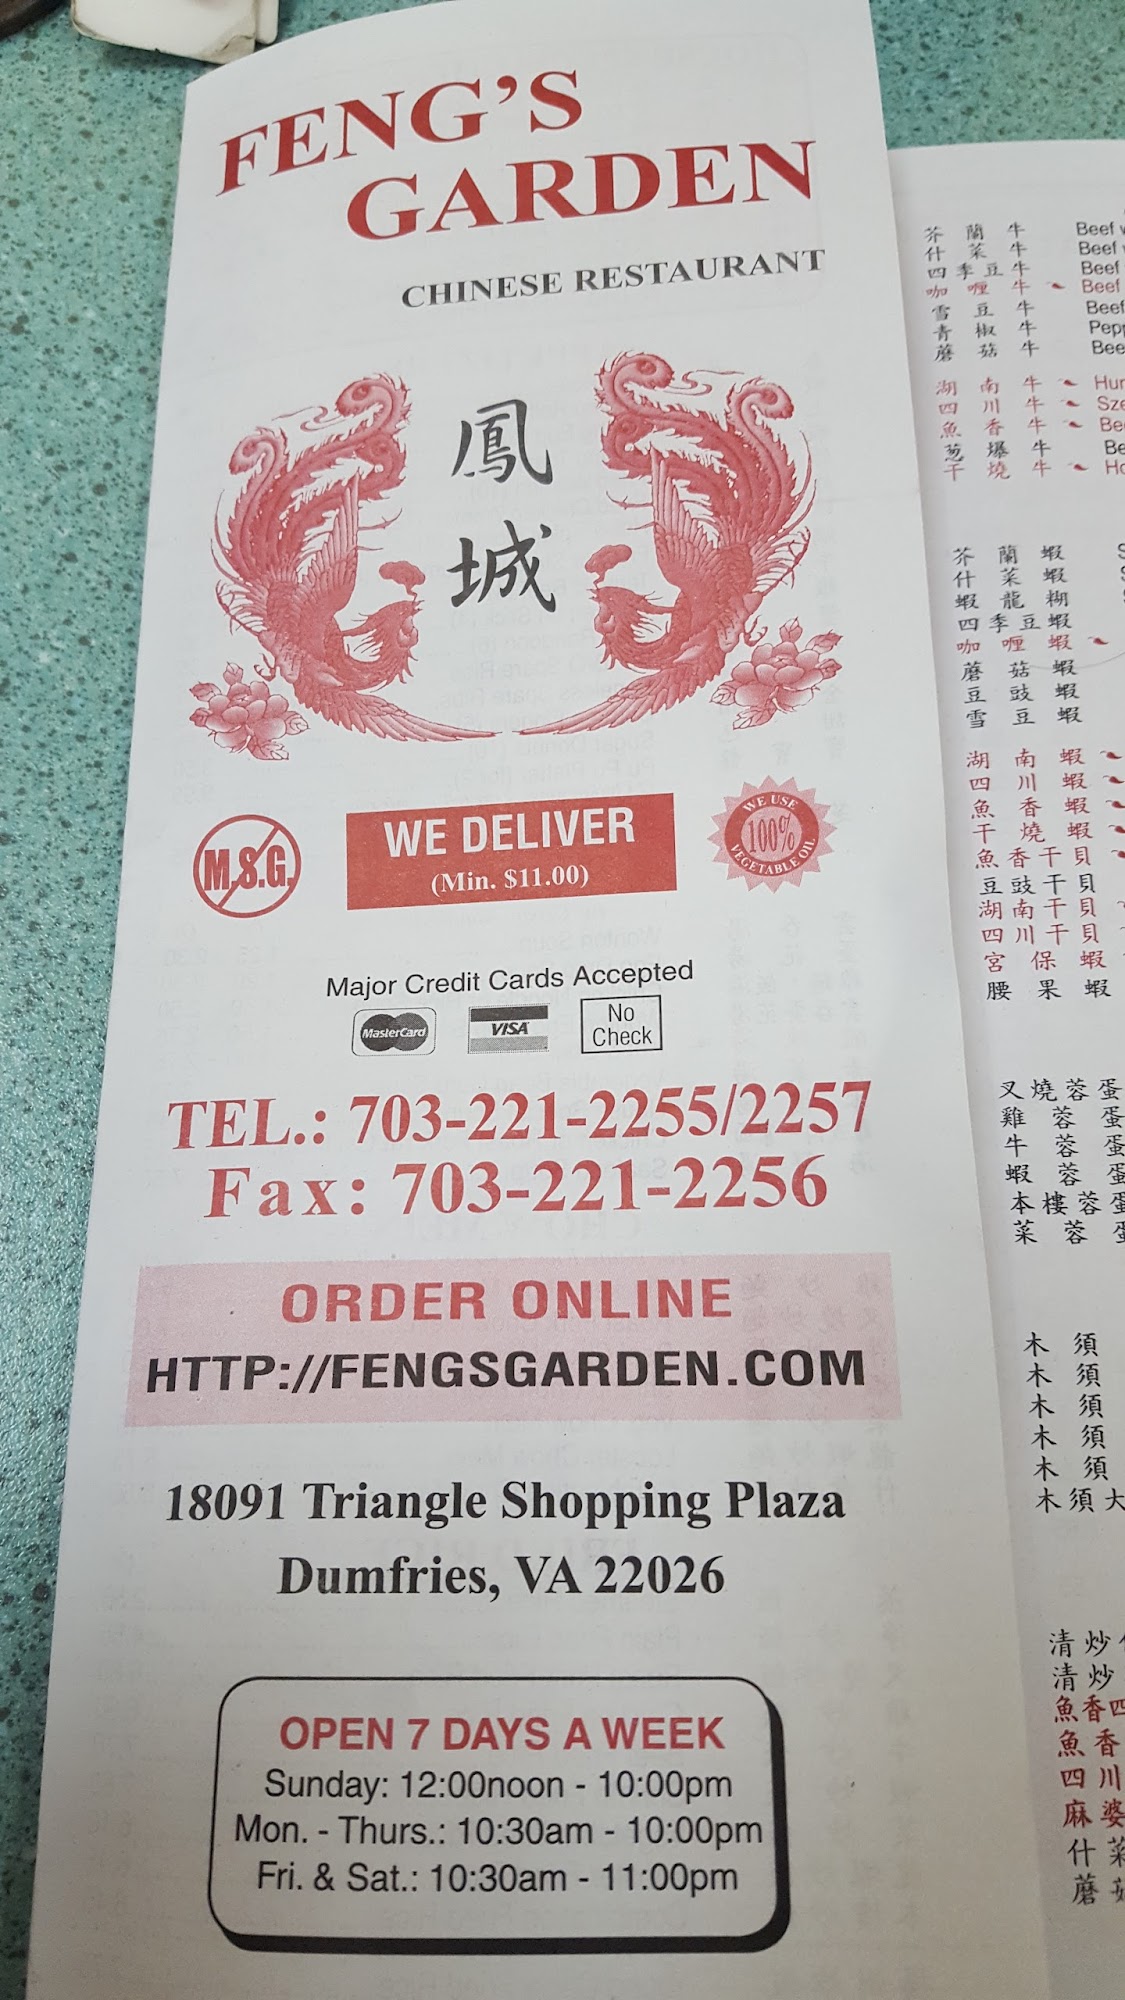 FENG'S
GARDEN
CHINESE RESTAURANT
鳳
城
M.S.G.
WE DELIVER
(Min. $11.00)
WE USE
100%
VEGETABLE OIL
Major Credit Cards Accepted
MasterCard
VISA
No
Check
TEL.: 703-221-2255/2257
Fax: 703-221-2256
ORDER ONLINE
HTTP://FENGSGARDEN.COM
18091 Triangle Shopping Plaza
Dumfries, VA 22026
OPEN 7 DAYS A WEEK
Sunday: 12:00noon - 10:00pm
Mon. - Thurs.: 10:30am - 10:00pm
Fri. & Sat.: 10:30am - 11:00pm
芥蘭牛 Beef
什菜牛 Beef
四季豆牛 Beef
咖喱牛 Beef
雪豆牛 Beef
青椒牛
蘑菇牛
湖南牛
四川牛
魚香牛
葱爆牛
干燒牛
芥蘭蝦
什菜蝦
蝦龍糊
四季豆蝦
咖喱蝦
蘑菇蝦
豆豉蝦
雪豆蝦
湖南蝦
四川蝦
魚香蝦
干燒蝦
魚香干貝
豆豉干貝
湖南干貝
四川干貝
宮保蝦
腰果蝦
叉燒蓉蛋
雞蓉蛋
牛蓉蛋
蝦蓉蛋
本樓蓉蛋
菜蓉蛋
木須
木須
木須
木須
木須
木須大
清炒
清炒
魚香四
魚香
四川
麻婆
什菜
蘑菇